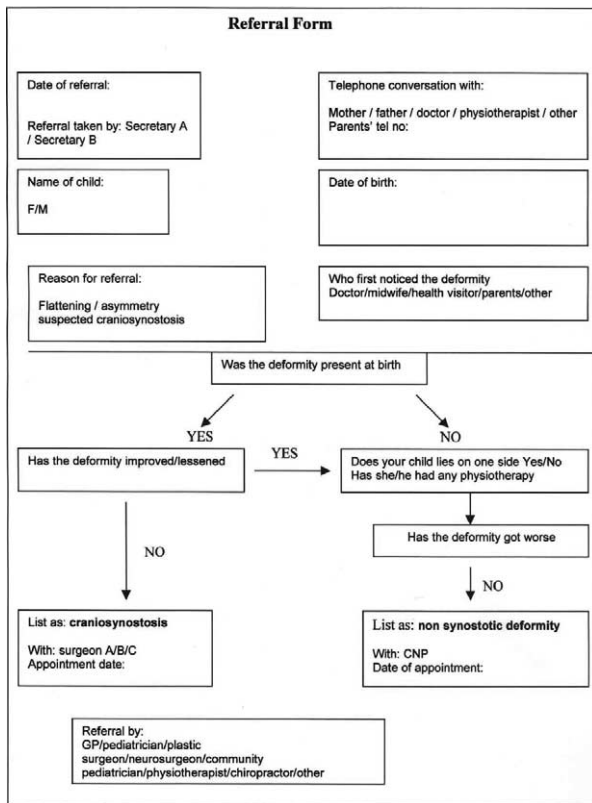 Referral Form
Date of referral:
Referral taken by: Secretary A
/ Secretary B
Telephone conversation with:
Mother / father / doctor / physiotherapist / other
Parents' tel no:
Name of child:
F/M
Date of birth:
Reason for referral:
Flattening / asymmetry
suspected craniosynostosis
Who first noticed the deformity
Doctor/midwife/health visitor/parents/other
Was the deformity present at birth
YES
NO
Has the deformity improved/lessened
YES
Does your child lies on one side Yes/No
Has she/he had any physiotherapy
Has the deformity got worse
NO
NO
List as: craniosynostosis
With: surgeon A/B/C
Appointment date:
List as: non synostotic deformity
With: CNP
Date of appointment:
Referral by:
GP/pediatrician/plastic
surgeon/neurosurgeon/community
pediatrician/physiotherapist/chiropractor/other